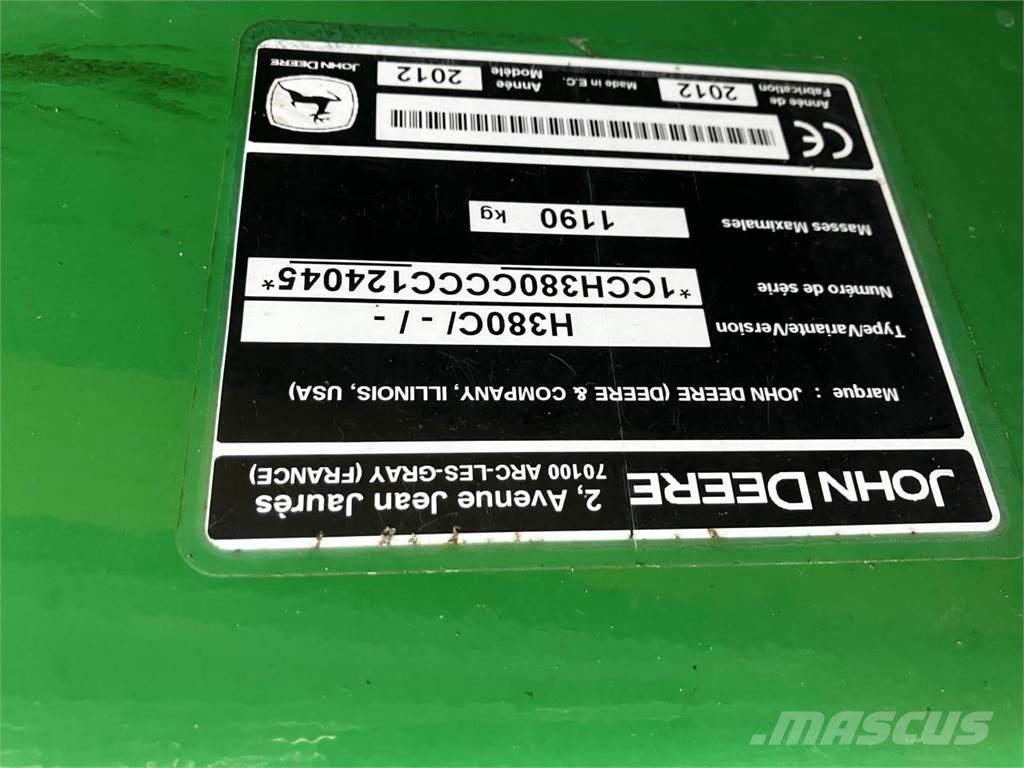 JOHN DEERE
2, Avenue Jean Jaurès
70100 ARC-LES-GRAY (FRANCE)
Marque : JOHN DEERE (DEERE & COMPANY, ILLINOIS, USA)
Type/Variante/Version H380C/ - / -
Numéro de série *1CCH380CCCC124045*
Masses Maximales 1190 kg
CE
Année de Fabrication 2012 Made in E.C. Année Modèle 2012
JOHN DEERE
MASCUS